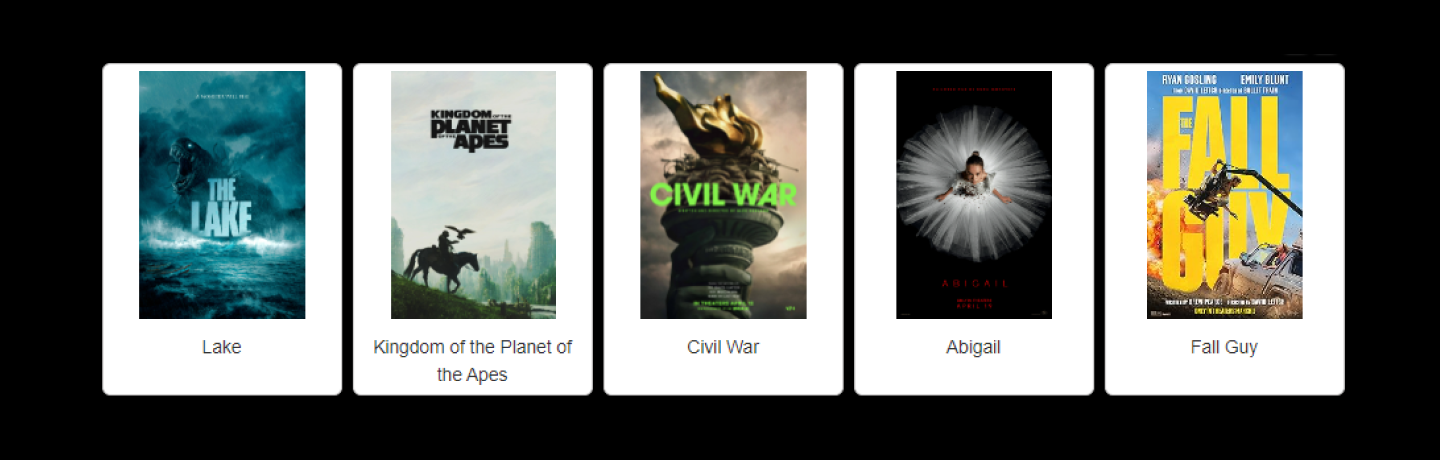 THE
LAKE
Lake
KINGDOM OF THE
PLANET
OF THE APES
Kingdom of the Planet of
the Apes
CIVIL WAR
IN THEATERS APRIL 12
Civil War
ABIGAIL
APRIL 19
Abigail
RYAN GOSLING EMILY BLUNT
THE
FALL
GUY
Fall Guy